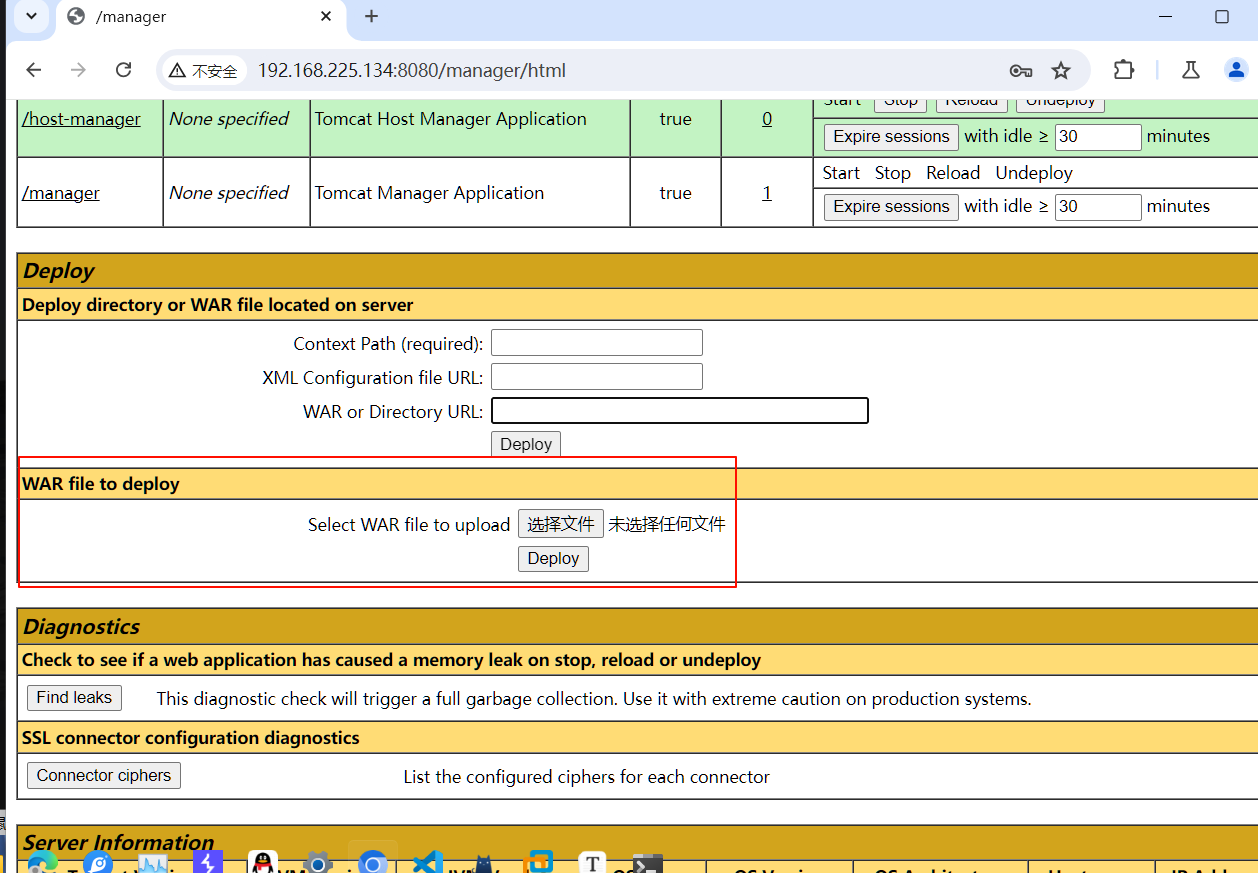 /manager
不安全 192.168.225.134:8080/manager/html
Start Stop Reload Undeploy
/host-manager None specified Tomcat Host Manager Application true 0
Expire sessions with idle ≥ 30 minutes
Start Stop Reload Undeploy
/manager None specified Tomcat Manager Application true 1
Expire sessions with idle ≥ 30 minutes
Deploy
Deploy directory or WAR file located on server
Context Path (required):
XML Configuration file URL:
WAR or Directory URL:
Deploy
WAR file to deploy
Select WAR file to upload 选择文件 未选择任何文件
Deploy
Diagnostics
Check to see if a web application has caused a memory leak on stop, reload or undeploy
Find leaks This diagnostic check will trigger a full garbage collection. Use it with extreme caution on production systems.
SSL connector configuration diagnostics
Connector ciphers List the configured ciphers for each connector
Server Information
T